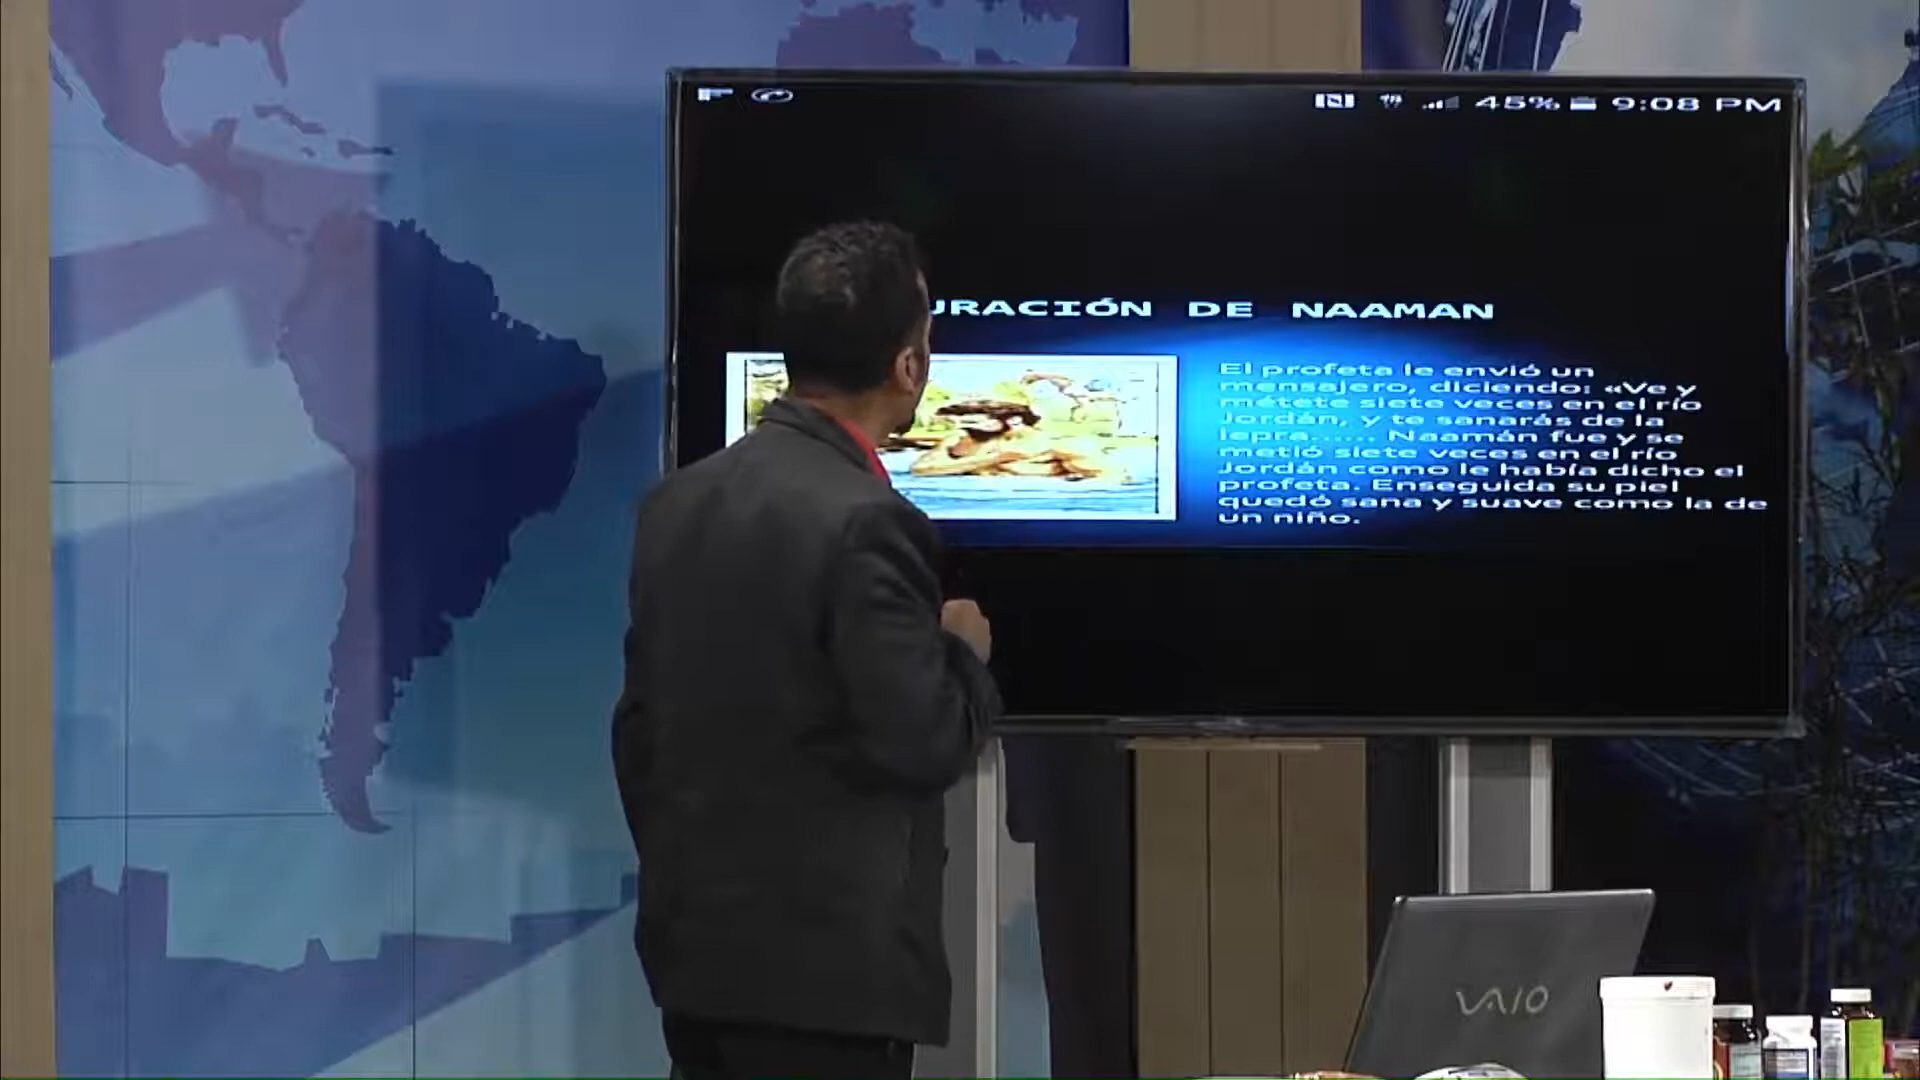 45% 9:08 PM
URACIÓN DE NAAMAN
El profeta le envió un
mensajero, diciendo: «Ve y
métete siete veces en el río
Jordán, y te sanarás de la
lepra...... Naamán fue y se
metió siete veces en el río
Jordán como le había dicho el
profeta. Enseguida su piel
quedó sana y suave como la de
un niño.
VAIO